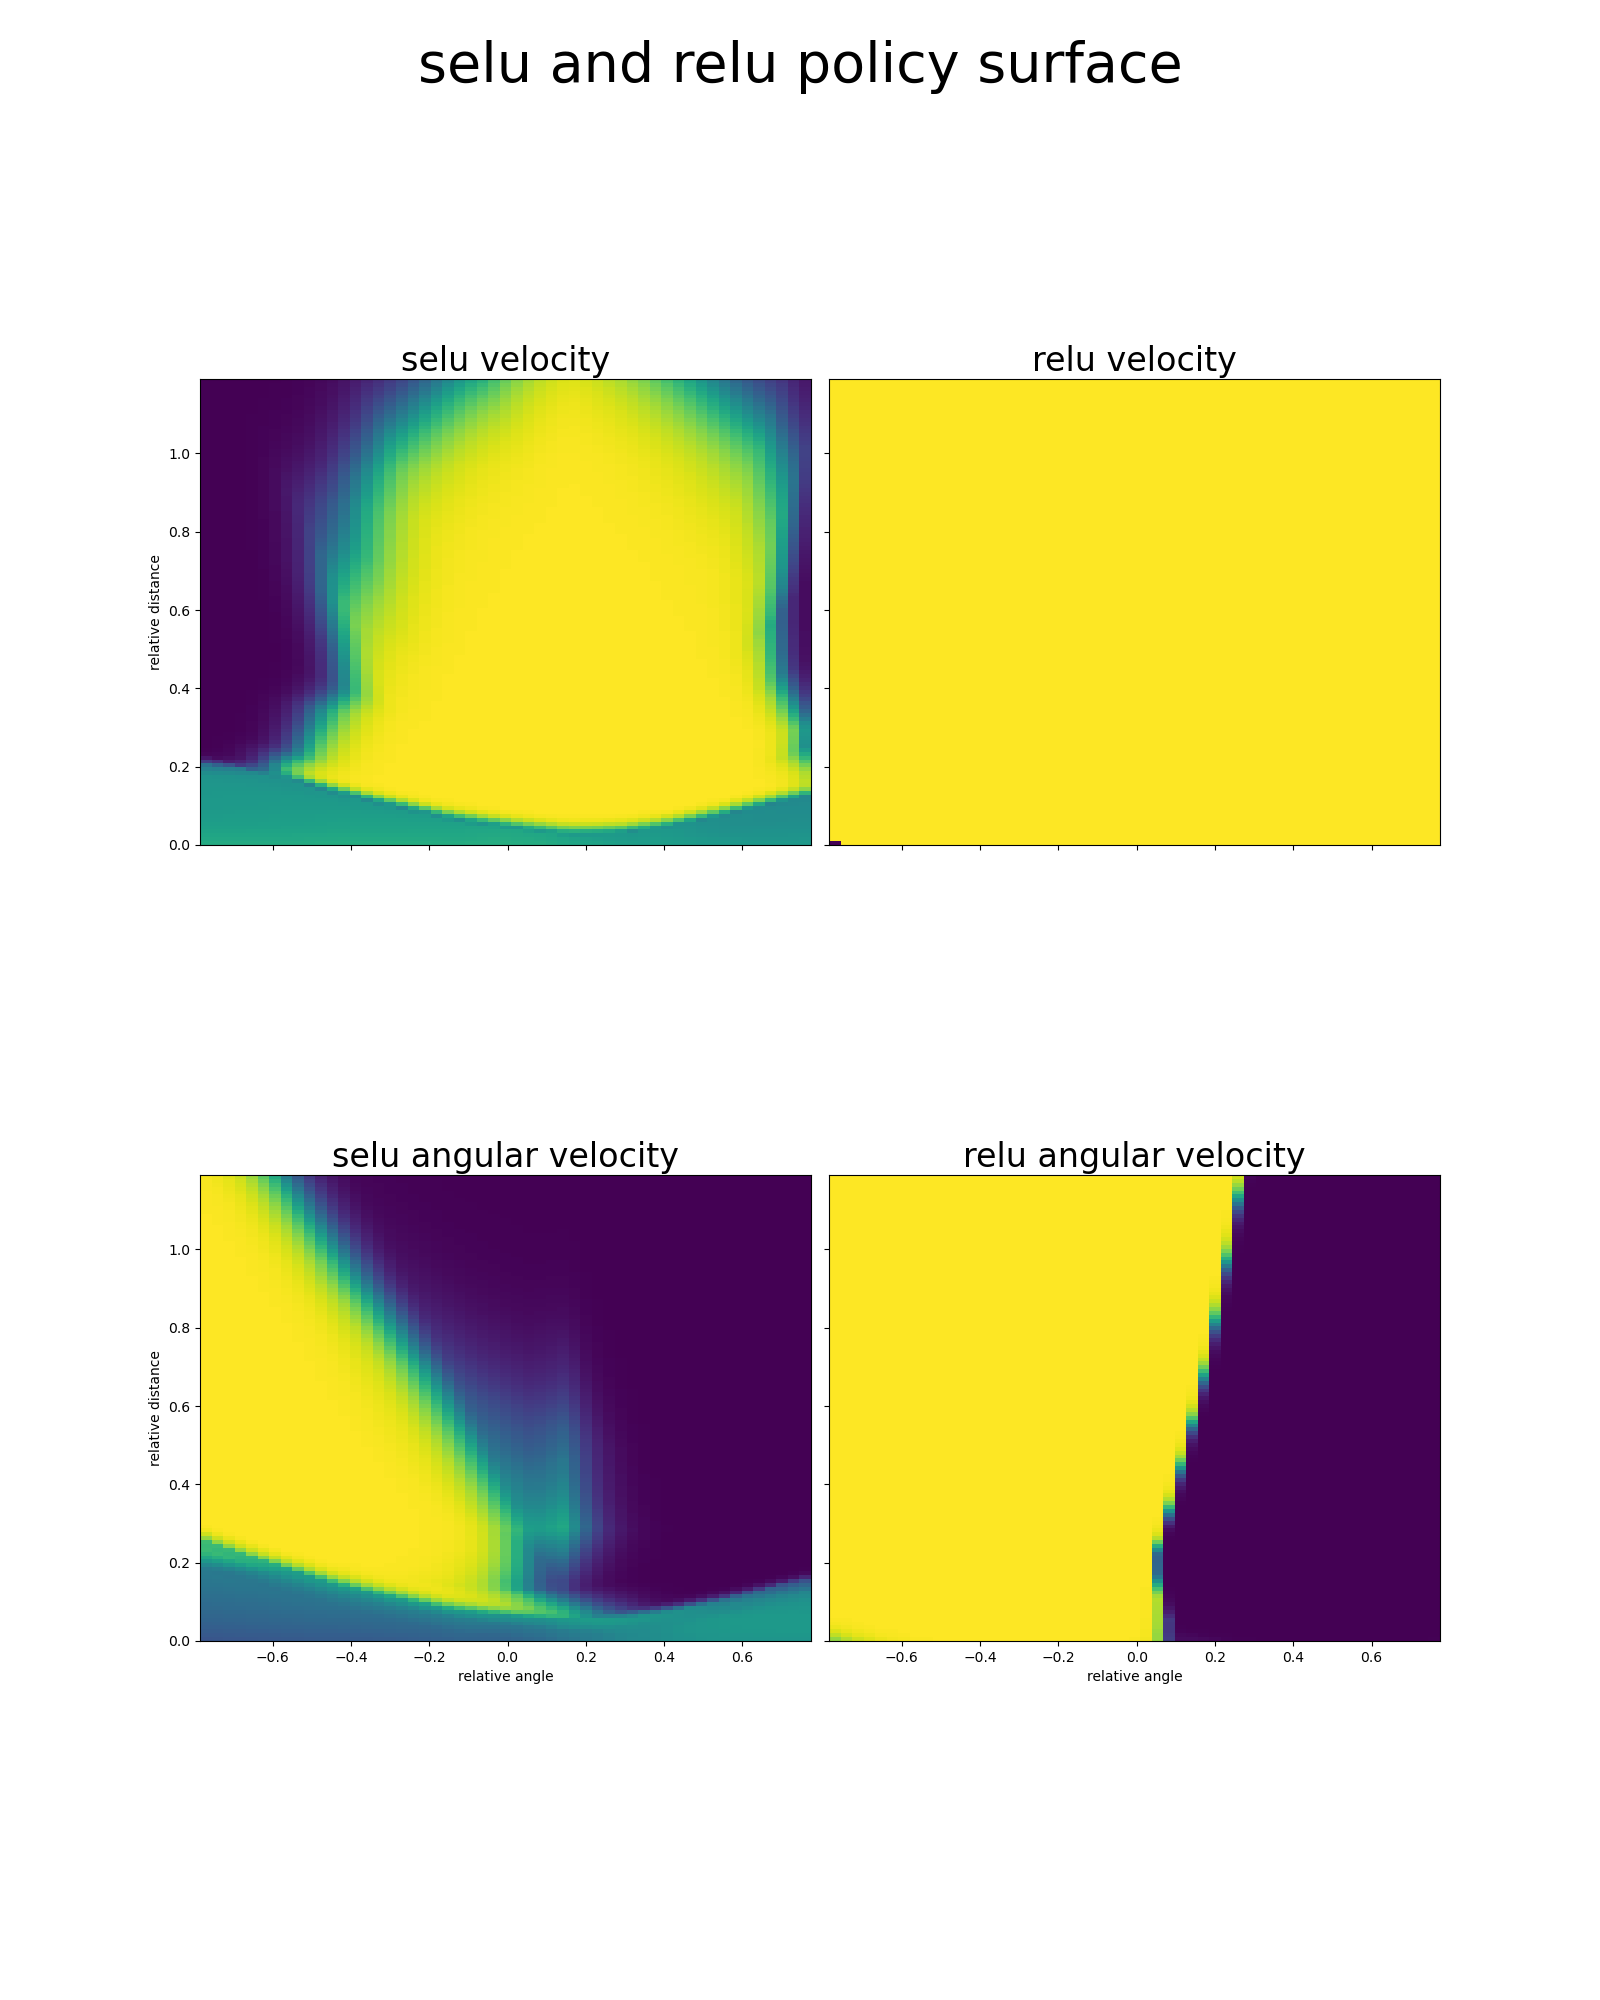 selu and relu policy surface
selu velocity
relu velocity
1.0
0.8
0.6
0.4
0.2
0.0
relative distance
selu angular velocity
relu angular velocity
1.0
0.8
0.6
0.4
0.2
0.0
relative distance
−0.6 −0.4 −0.2 0.0 0.2 0.4 0.6
−0.6 −0.4 −0.2 0.0 0.2 0.4 0.6
relative angle
relative angle